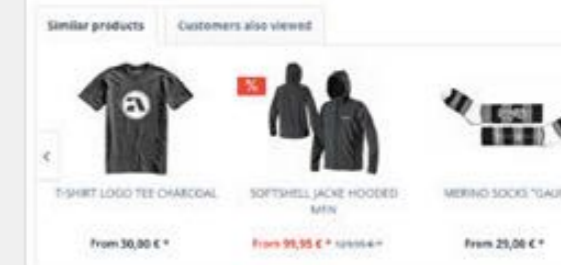 Similar products
Customers also viewed
%
a
T-SHIRT LOGO TEE CHARCOAL
SOFTSHELL JACKE HOODED
MEN
MERINO SOCKS
From 30,00 € *
From 99,95 € *
From 29,00 € *